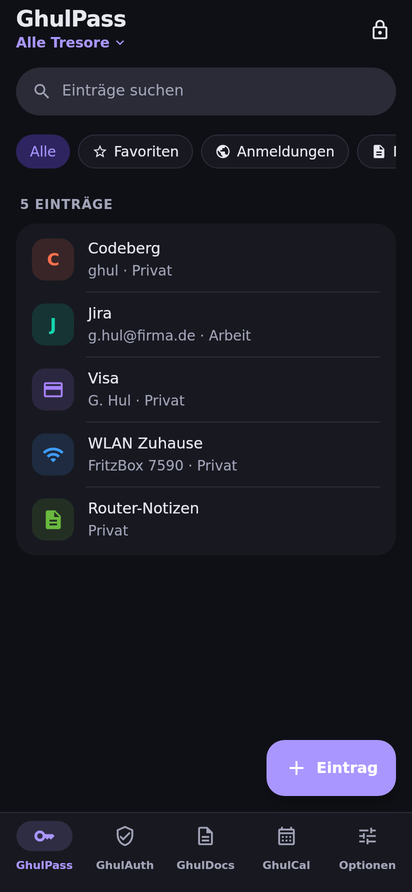 GhulPass
Alle Tresore
Einträge suchen
Alle
Favoriten
Anmeldungen
5 EINTRÄGE
C
Codeberg
ghul · Privat
J
Jira
g.hul@firma.de · Arbeit
Visa
G. Hul · Privat
WLAN Zuhause
FritzBox 7590 · Privat
Router-Notizen
Privat
Eintrag
GhulPass
GhulAuth
GhulDocs
GhulCal
Optionen